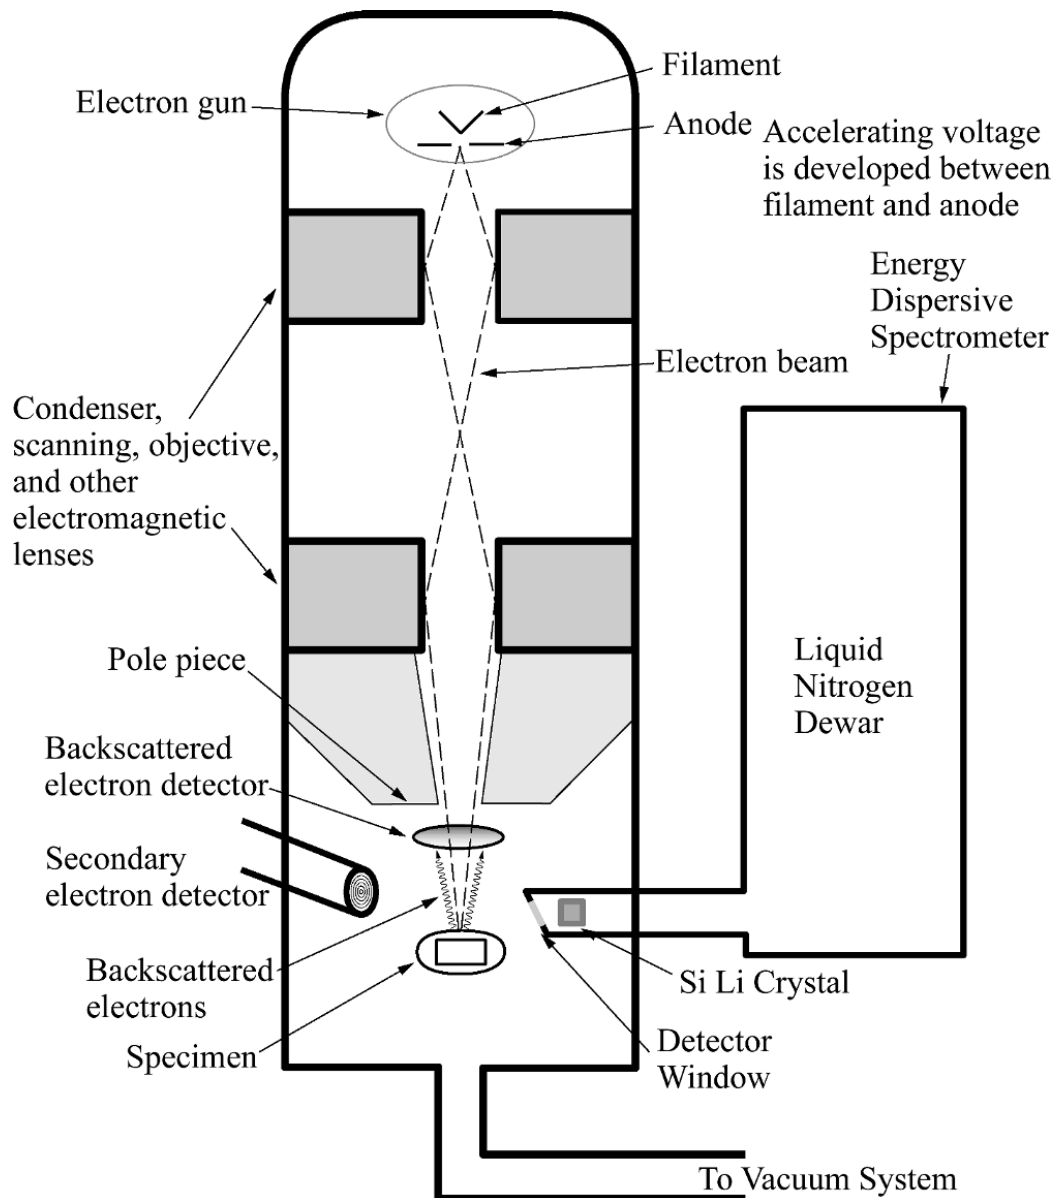 Filament
Electron gun
Anode
Accelerating voltage
is developed between
filament and anode
Energy
Dispersive
Spectrometer
Electron beam
Condenser,
scanning, objective,
and other
electromagnetic
lenses
Pole piece
Liquid
Nitrogen
Dewar
Backscattered
electron detector
Secondary
electron detector
Backscattered
electrons
Si Li Crystal
Specimen
Detector
Window
To Vacuum System